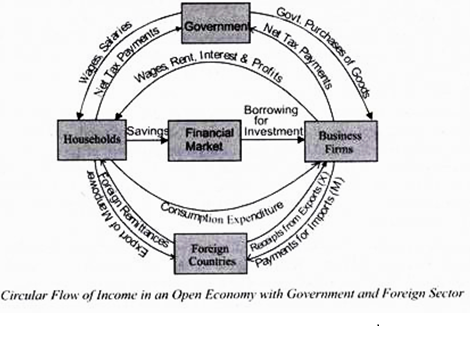 Government
Wages, Salaries
Net Tax Payments
Govt. Purchases of Goods
Net Tax Payments
Wages, Rent, Interest & Profits
Households
Savings
Financial
Market
Borrowing
for
Investment
Business
Firms
Consumption Expenditure
Foreign Remittances
Export of Manpower
Receipts from Exports (X)
Payments for Imports (M)
Foreign
Countries
Circular Flow of Income in an Open Economy with Government and Foreign Sector